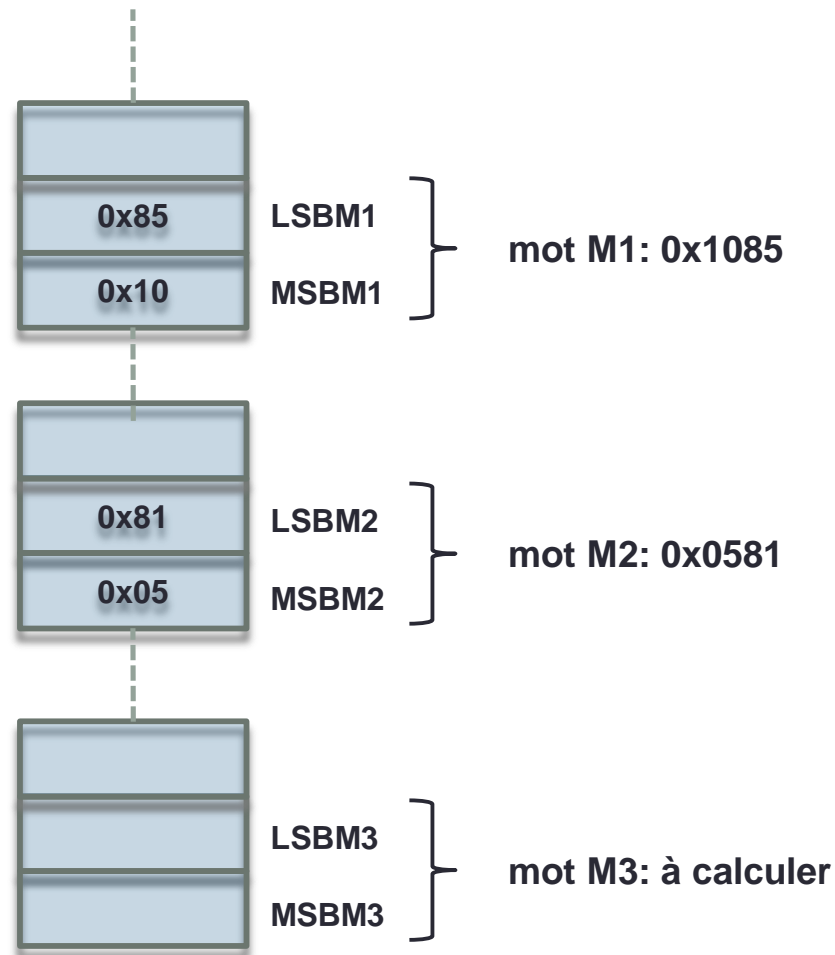 0x85 LSBM1
mot M1: 0x1085
0x10 MSBM1
0x81 LSBM2
mot M2: 0x0581
0x05 MSBM2
LSBM3
mot M3: à calculer
MSBM3